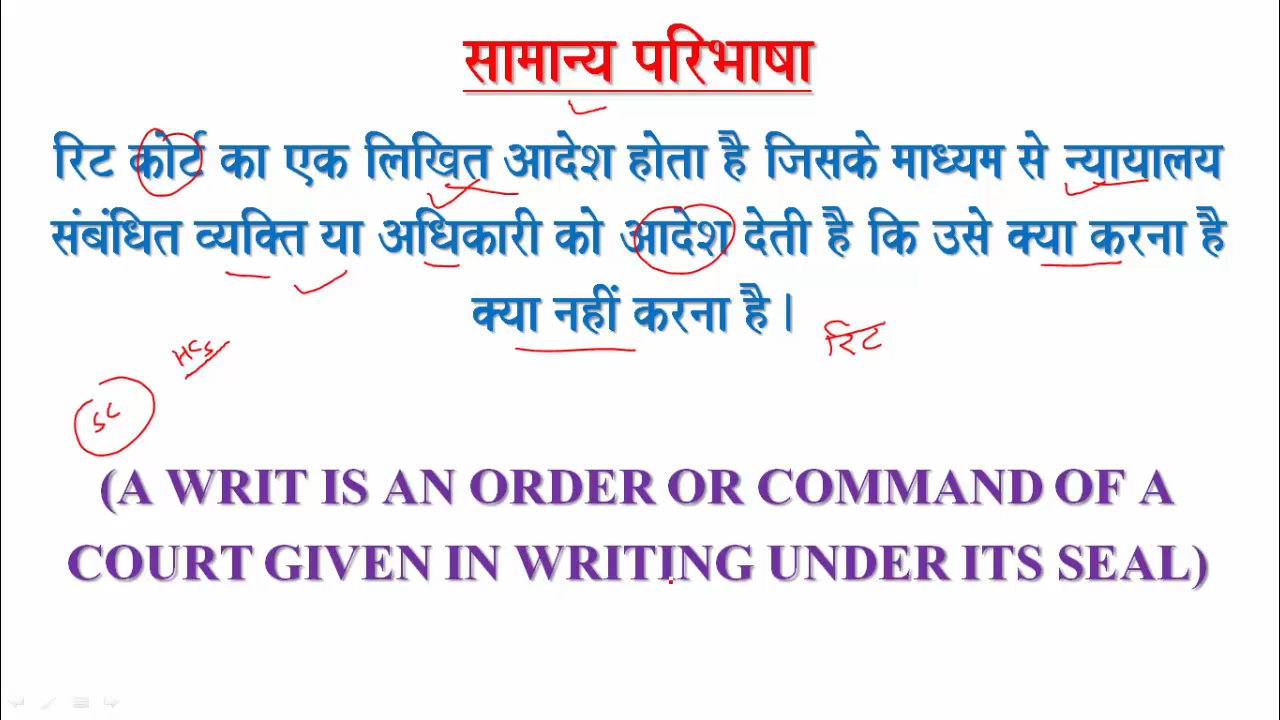 सामान्य परिभाषा
रिट कोर्ट का एक लिखित आदेश होता है जिसके माध्यम से न्यायालय
संबंधित व्यक्ति या अधिकारी को आदेश देती है कि उसे क्या करना है
क्या नहीं करना है।
रिट
HCs
SC
(A WRIT IS AN ORDER OR COMMAND OF A
COURT GIVEN IN WRITING UNDER ITS SEAL)